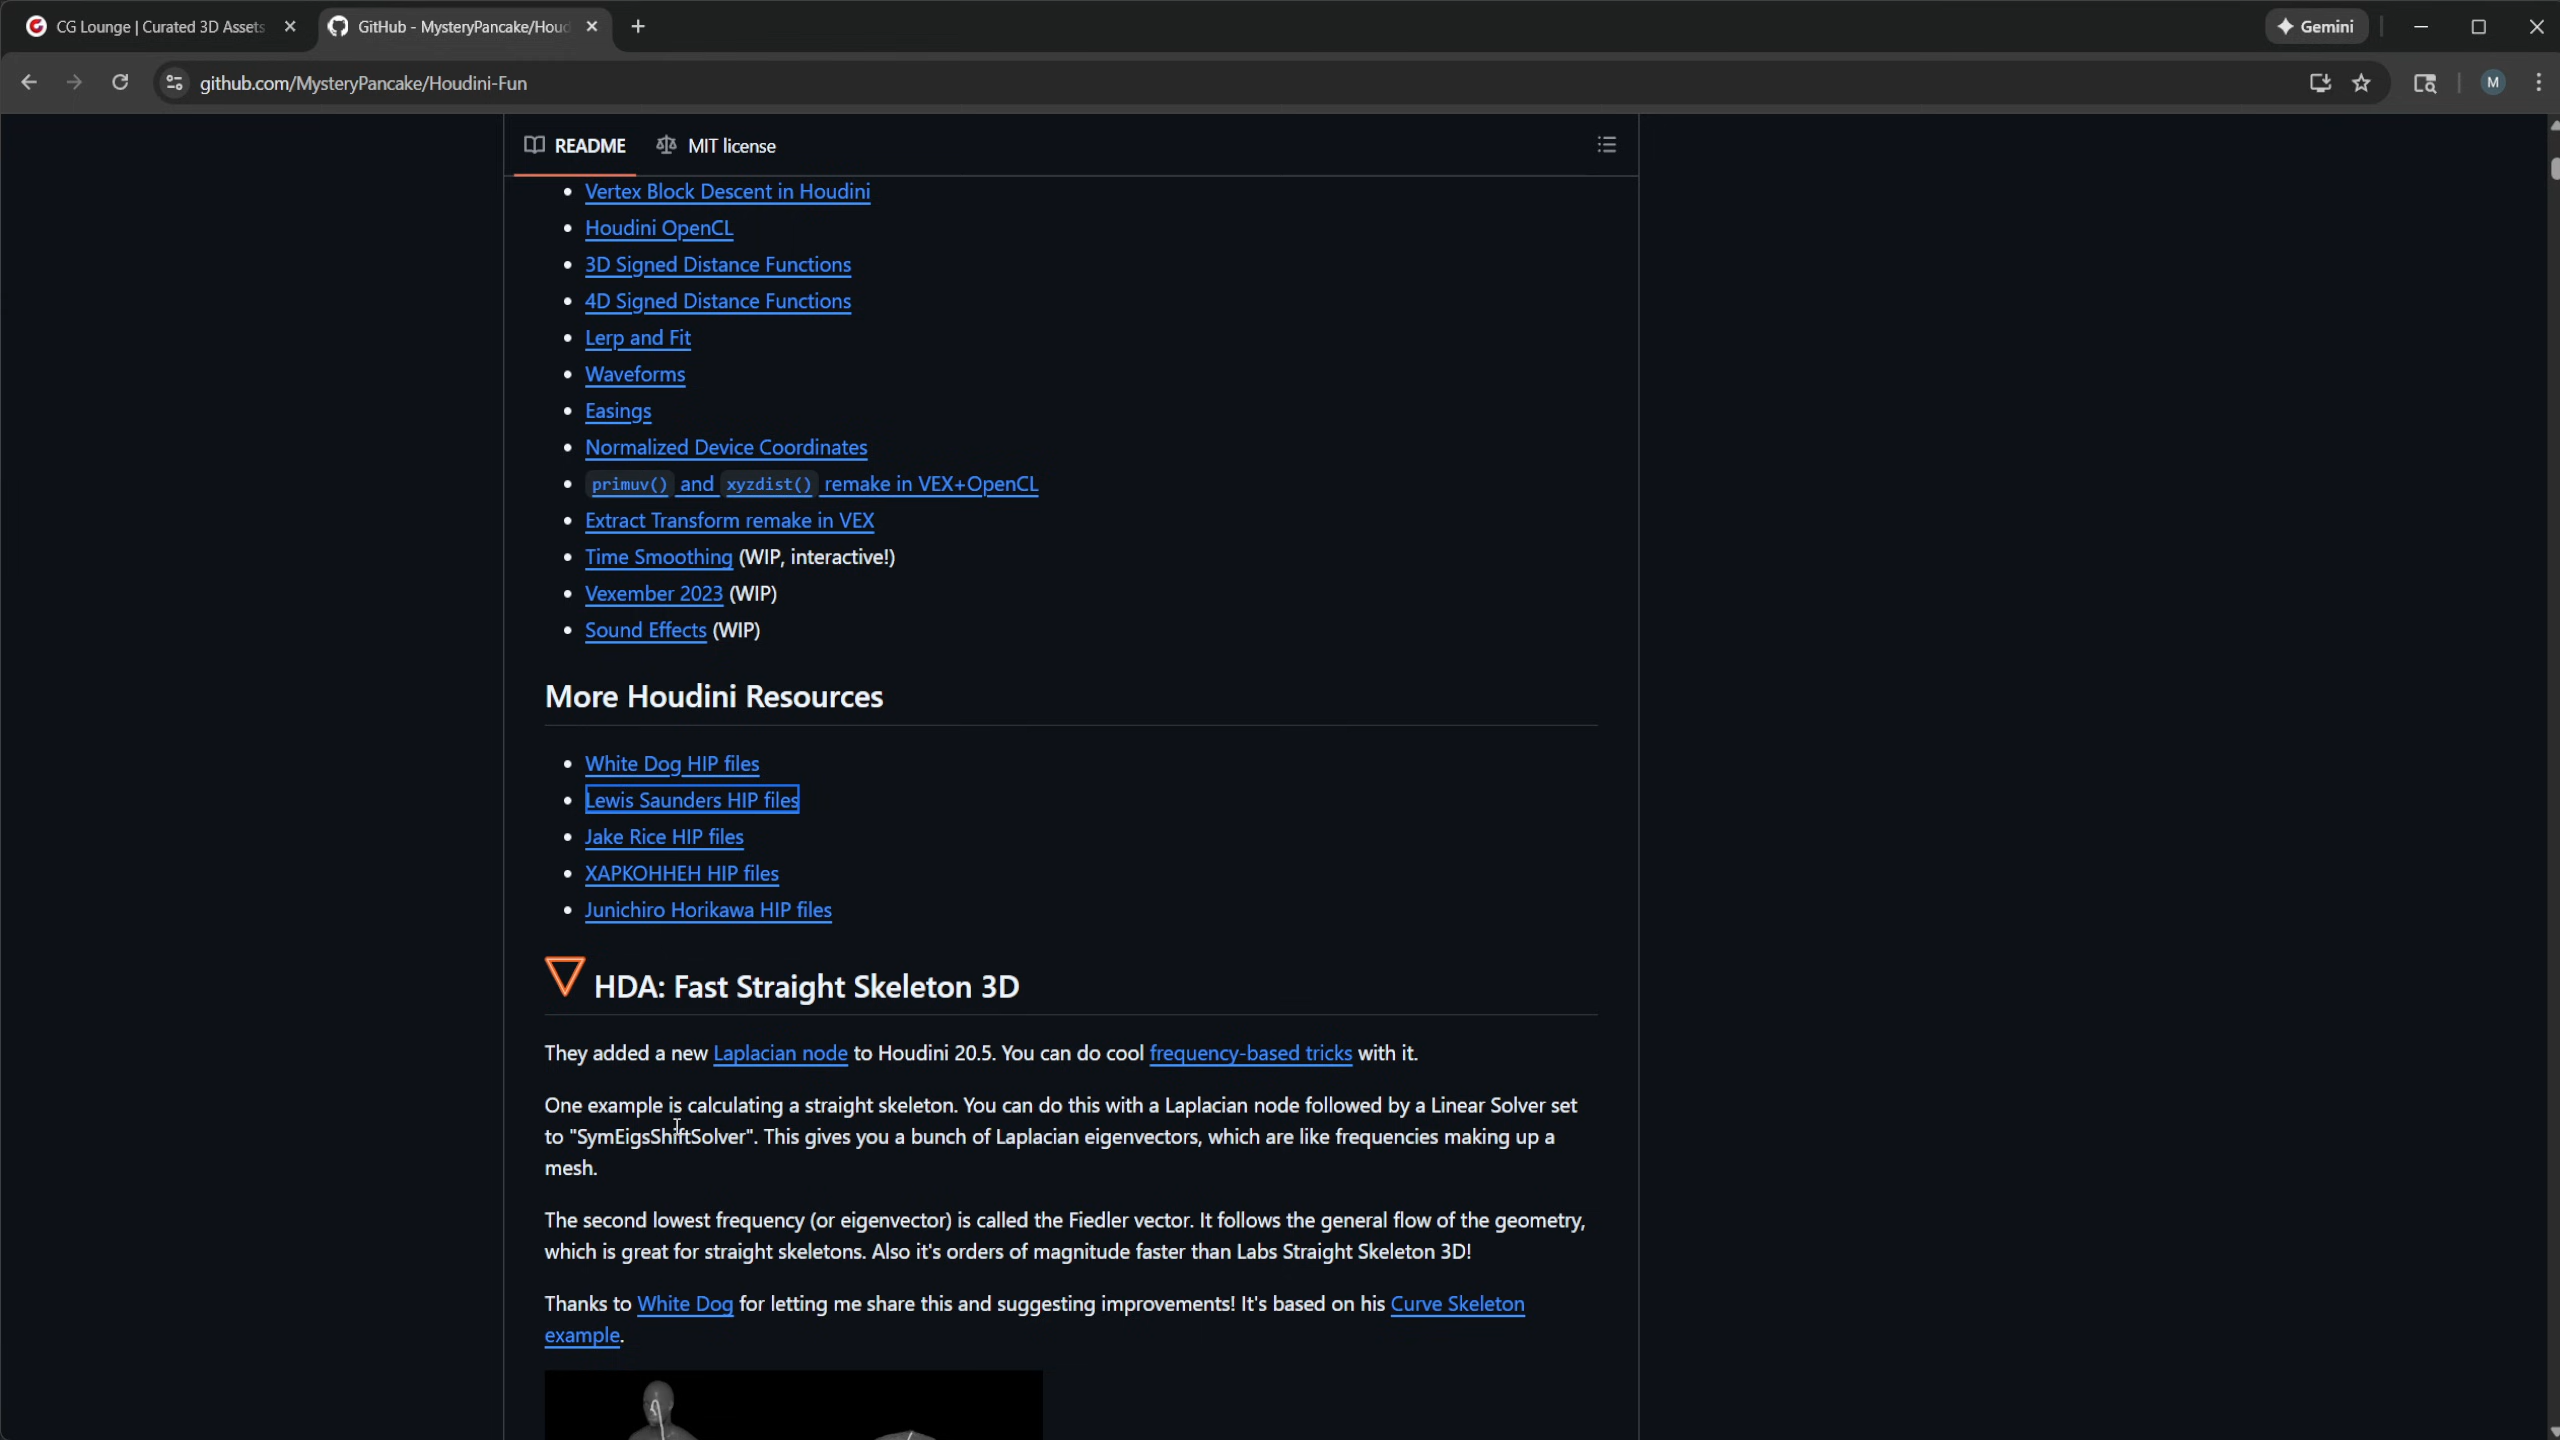 CG Lounge | Curated 3D Assets
GitHub - MysteryPancake/Houd
Gemini
github.com/MysteryPancake/Houdini-Fun
M
README
MIT license
Vertex Block Descent in Houdini
Houdini OpenCL
3D Signed Distance Functions
4D Signed Distance Functions
Lerp and Fit
Waveforms
Easings
Normalized Device Coordinates
primuv() and xyzdist() remake in VEX+OpenCL
Extract Transform remake in VEX
Time Smoothing (WIP, interactive!)
Vexember 2023 (WIP)
Sound Effects (WIP)
More Houdini Resources
White Dog HIP files
Lewis Saunders HIP files
Jake Rice HIP files
XAPKOHHEH HIP files
Junichiro Horikawa HIP files
HDA: Fast Straight Skeleton 3D
They added a new Laplacian node to Houdini 20.5. You can do cool frequency-based tricks with it.
One example is calculating a straight skeleton. You can do this with a Laplacian node followed by a Linear Solver set
to "SymEigsShiftSolver". This gives you a bunch of Laplacian eigenvectors, which are like frequencies making up a
mesh.
The second lowest frequency (or eigenvector) is called the Fiedler vector. It follows the general flow of the geometry,
which is great for straight skeletons. Also it's orders of magnitude faster than Labs Straight Skeleton 3D!
Thanks to White Dog for letting me share this and suggesting improvements! It's based on his Curve Skeleton
example.